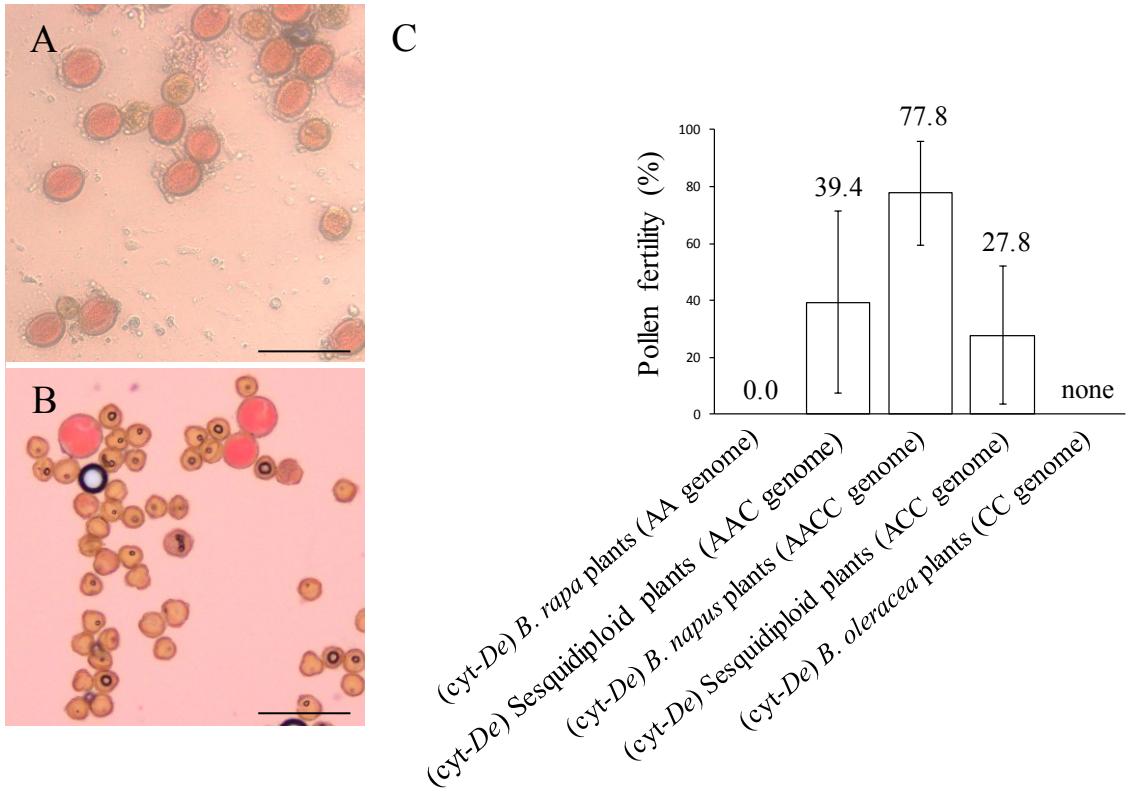 A
B
C
Pollen fertility (%)
100
80
60
40
20
0
0.0
39.4
77.8
27.8
none
(cyt-De) B. rapa plants (AA genome)
(cyt-De) Sesquidiploid plants (AAC genome)
(cyt-De) B. napus plants (AACC genome)
(cyt-De) Sesquidiploid plants (ACC genome)
(cyt-De) B. oleracea plants (CC genome)